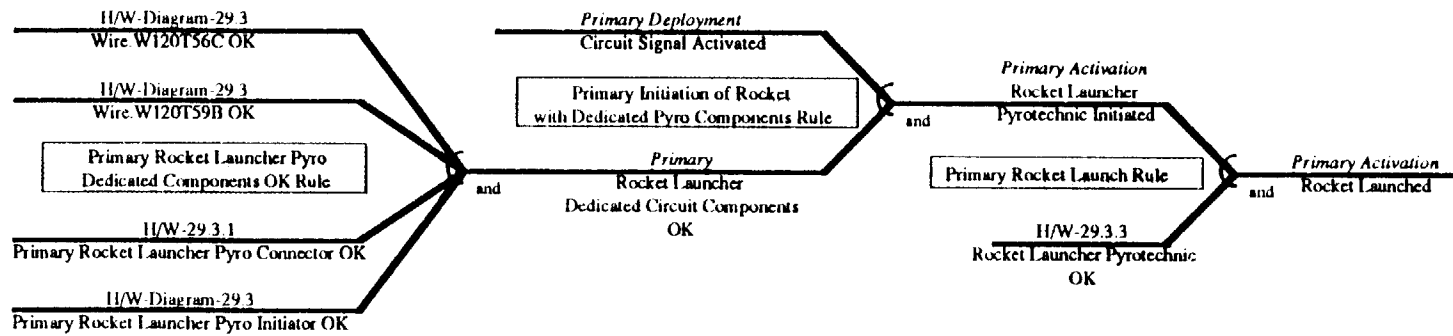 H/W-Diagram-29.3
Wire.W120T56C OK
H/W-Diagram-29.3
Wire.W120T59B OK
Primary Rocket Launcher Pyro
Dedicated Components OK Rule
H/W-29.3.1
Primary Rocket Launcher Pyro Connector OK
H/W-Diagram-29.3
Primary Rocket Launcher Pyro Initiator OK
and
Primary Deployment
Circuit Signal Activated
Primary Initiation of Rocket
with Dedicated Pyro Components Rule
Primary
Rocket Launcher
Dedicated Circuit Components
OK
and
Primary Activation
Rocket Launcher
Pyrotechnic Initiated
Primary Rocket Launch Rule
H/W-29.3.3
Rocket Launcher Pyrotechnic
OK
and
Primary Activation
Rocket Launched